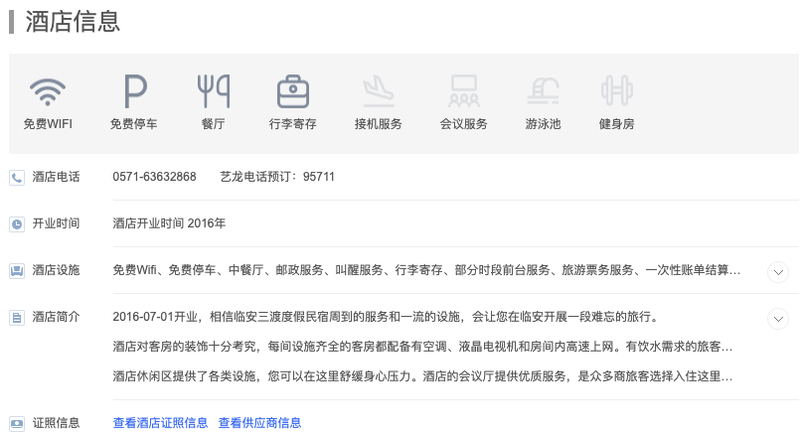 酒店信息
免费WIFI 免费停车 餐厅 行李寄存 接机服务 会议服务 游泳池 健身房
酒店电话 0571-63632868 艺龙电话预订：95711
开业时间 酒店开业时间 2016年
酒店设施 免费Wifi、免费停车、中餐厅、邮政服务、叫醒服务、行李寄存、部分时段前台服务、旅游票务服务、一次性账单结算…
酒店简介 2016-07-01开业，相信临安三渡度假民宿周到的服务和一流的设施，会让您在临安开展一段难忘的旅行。
酒店对客房的装饰十分考究，每间设施齐全的客房都配备有空调、液晶电视机和房间内高速上网。有饮水需求的旅客…
酒店休闲区提供了各类设施，您可以在这里舒缓身心压力。酒店的会议厅提供优质服务，是众多商旅客选择入住这里…
证照信息 查看酒店证照信息 查看供应商信息